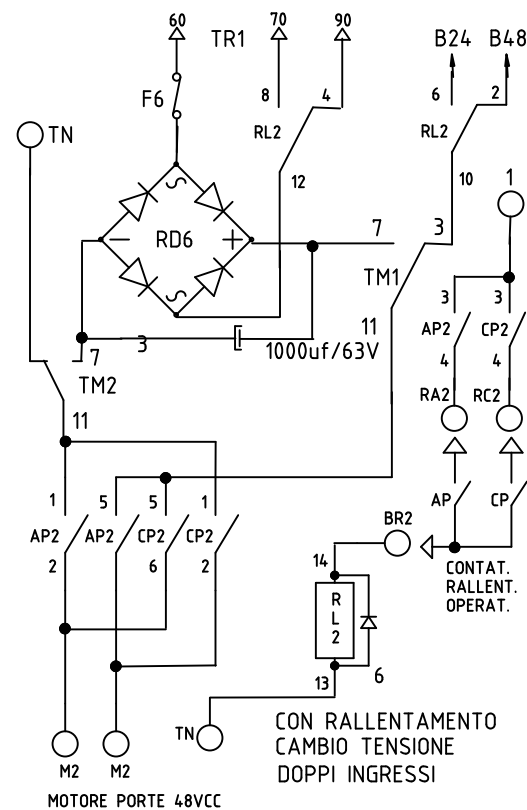 60
TR1
70
90
B24
B48
F6
8
4
6
2
RL2
RL2
TN
12
10
1
RD6
7
3
TM1
3
3
7
3
1000uf/63V
11
AP2
CP2
TM2
4
4
11
RA2
RC2
1
5
5
1
AP
CP
AP2
AP2
CP2
CP2
BR2
2
6
2
14
CONTAT.
RALLENT.
OPERAT.
RL2
13
6
TN
CON RALLENTAMENTO
CAMBIO TENSIONE
DOPPI INGRESSI
M2
M2
MOTORE PORTE 48VCC